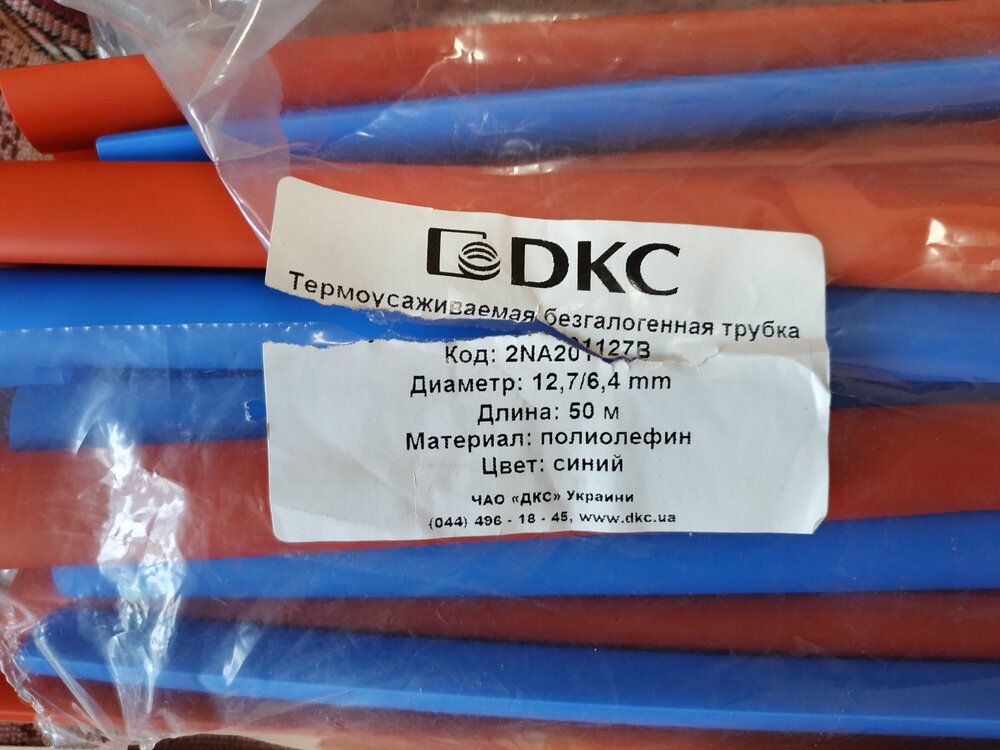 DKC
Термоусаживаемая безгалогенная трубка
Код: 2NA201127B
Диаметр: 12,7/6,4 mm
Длина: 50 м
Материал: полиолефин
Цвет: синий
ЧАО «ДКС» Украини
(044) 496 - 18 - 45, www.dkc.ua